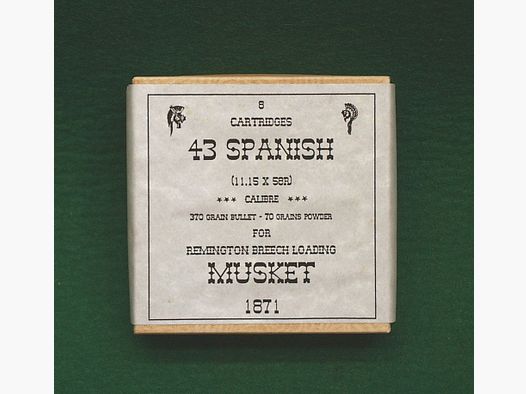 8
CARTRIDGES
43 SPANISH
(11.15 X 58R)
*** CALIBRE ***
370 GRAIN BULLET - 70 GRAINS POWDER
FOR
REMINGTON BREECH LOADING
MUSKET
1871